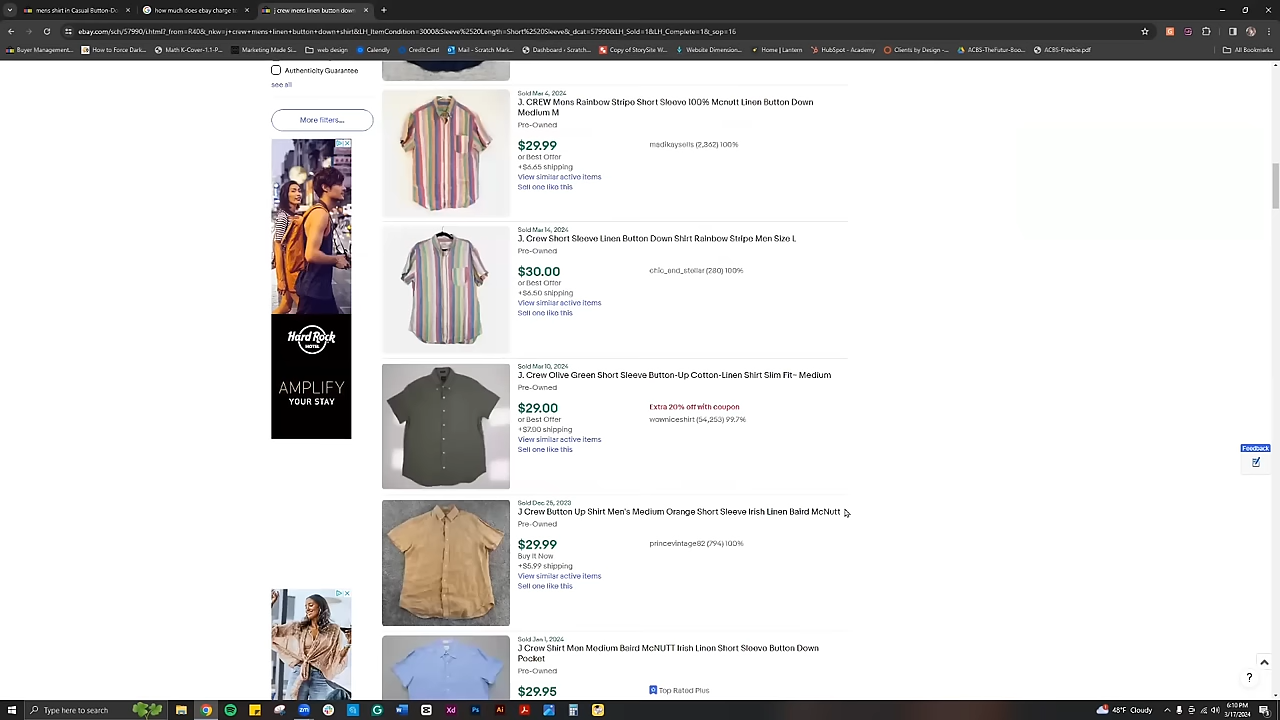 mens shirt in Casual Button-Dow
how much does ebay charge to
j crew mens linen button down
ebay.com/sch/57990/i.html?_from=R40&_nkw=j+crew+mens+linen+button+down+shirt&LH_ItemCondition=3000&Sleeve%2520Length=Short%2520Sleeve&_dcat=57990&LH_Sold=1&LH_Complete=1&_sop=16
Buyer Management...
How to Force Dark...
Math K-Cover-1.1-P...
Marketing Made Si...
web design
down - history
Calendly
Credit Card
Mail - Scratch Mark...
Dashboard ‹ Scratch...
Copy of StorySite W...
Website Dimension...
Home | Lantern
HubSpot - Academy
Clients by Design -...
ACBS-TheFutur-Boo...
ACBS-Freebie.pdf
All Bookmarks
Authenticity Guarantee
see all
More filters...
Hard Rock
HOTEL
AMPLIFY
YOUR STAY
Sold Mar 4, 2024
J. CREW Mens Rainbow Stripe Short Sleeve 100% Mcnutt Linen Button Down
Medium M
Pre-Owned
$29.99
madikaysells (2,362) 100%
or Best Offer
+$6.65 shipping
View similar active items
Sell one like this
Sold Mar 14, 2024
J. Crew Short Sleeve Linen Button Down Shirt Rainbow Stripe Men Size L
Pre-Owned
$30.00
chic_and_stellar (280) 100%
or Best Offer
+$6.50 shipping
View similar active items
Sell one like this
Sold Mar 10, 2024
J. Crew Olive Green Short Sleeve Button-Up Cotton-Linen Shirt Slim Fit~ Medium
Pre-Owned
$29.00
Extra 20% off with coupon
or Best Offer
wowniceshirt (54,253) 99.7%
+$7.00 shipping
View similar active items
Sell one like this
Feedback
Sold Dec 26, 2023
J Crew Button Up Shirt Men's Medium Orange Short Sleeve Irish Linen Baird McNutt
Pre-Owned
$29.99
princevintage82 (794) 100%
Buy It Now
+$5.99 shipping
View similar active items
Sell one like this
Sold Jan 1, 2024
J Crew Shirt Men Medium Baird McNUTT Irish Linen Short Sleeve Button Down
Pocket
Pre-Owned
$29.95
Top Rated Plus
Type here to search
48°F Cloudy
6:10 PM
3/17/2024